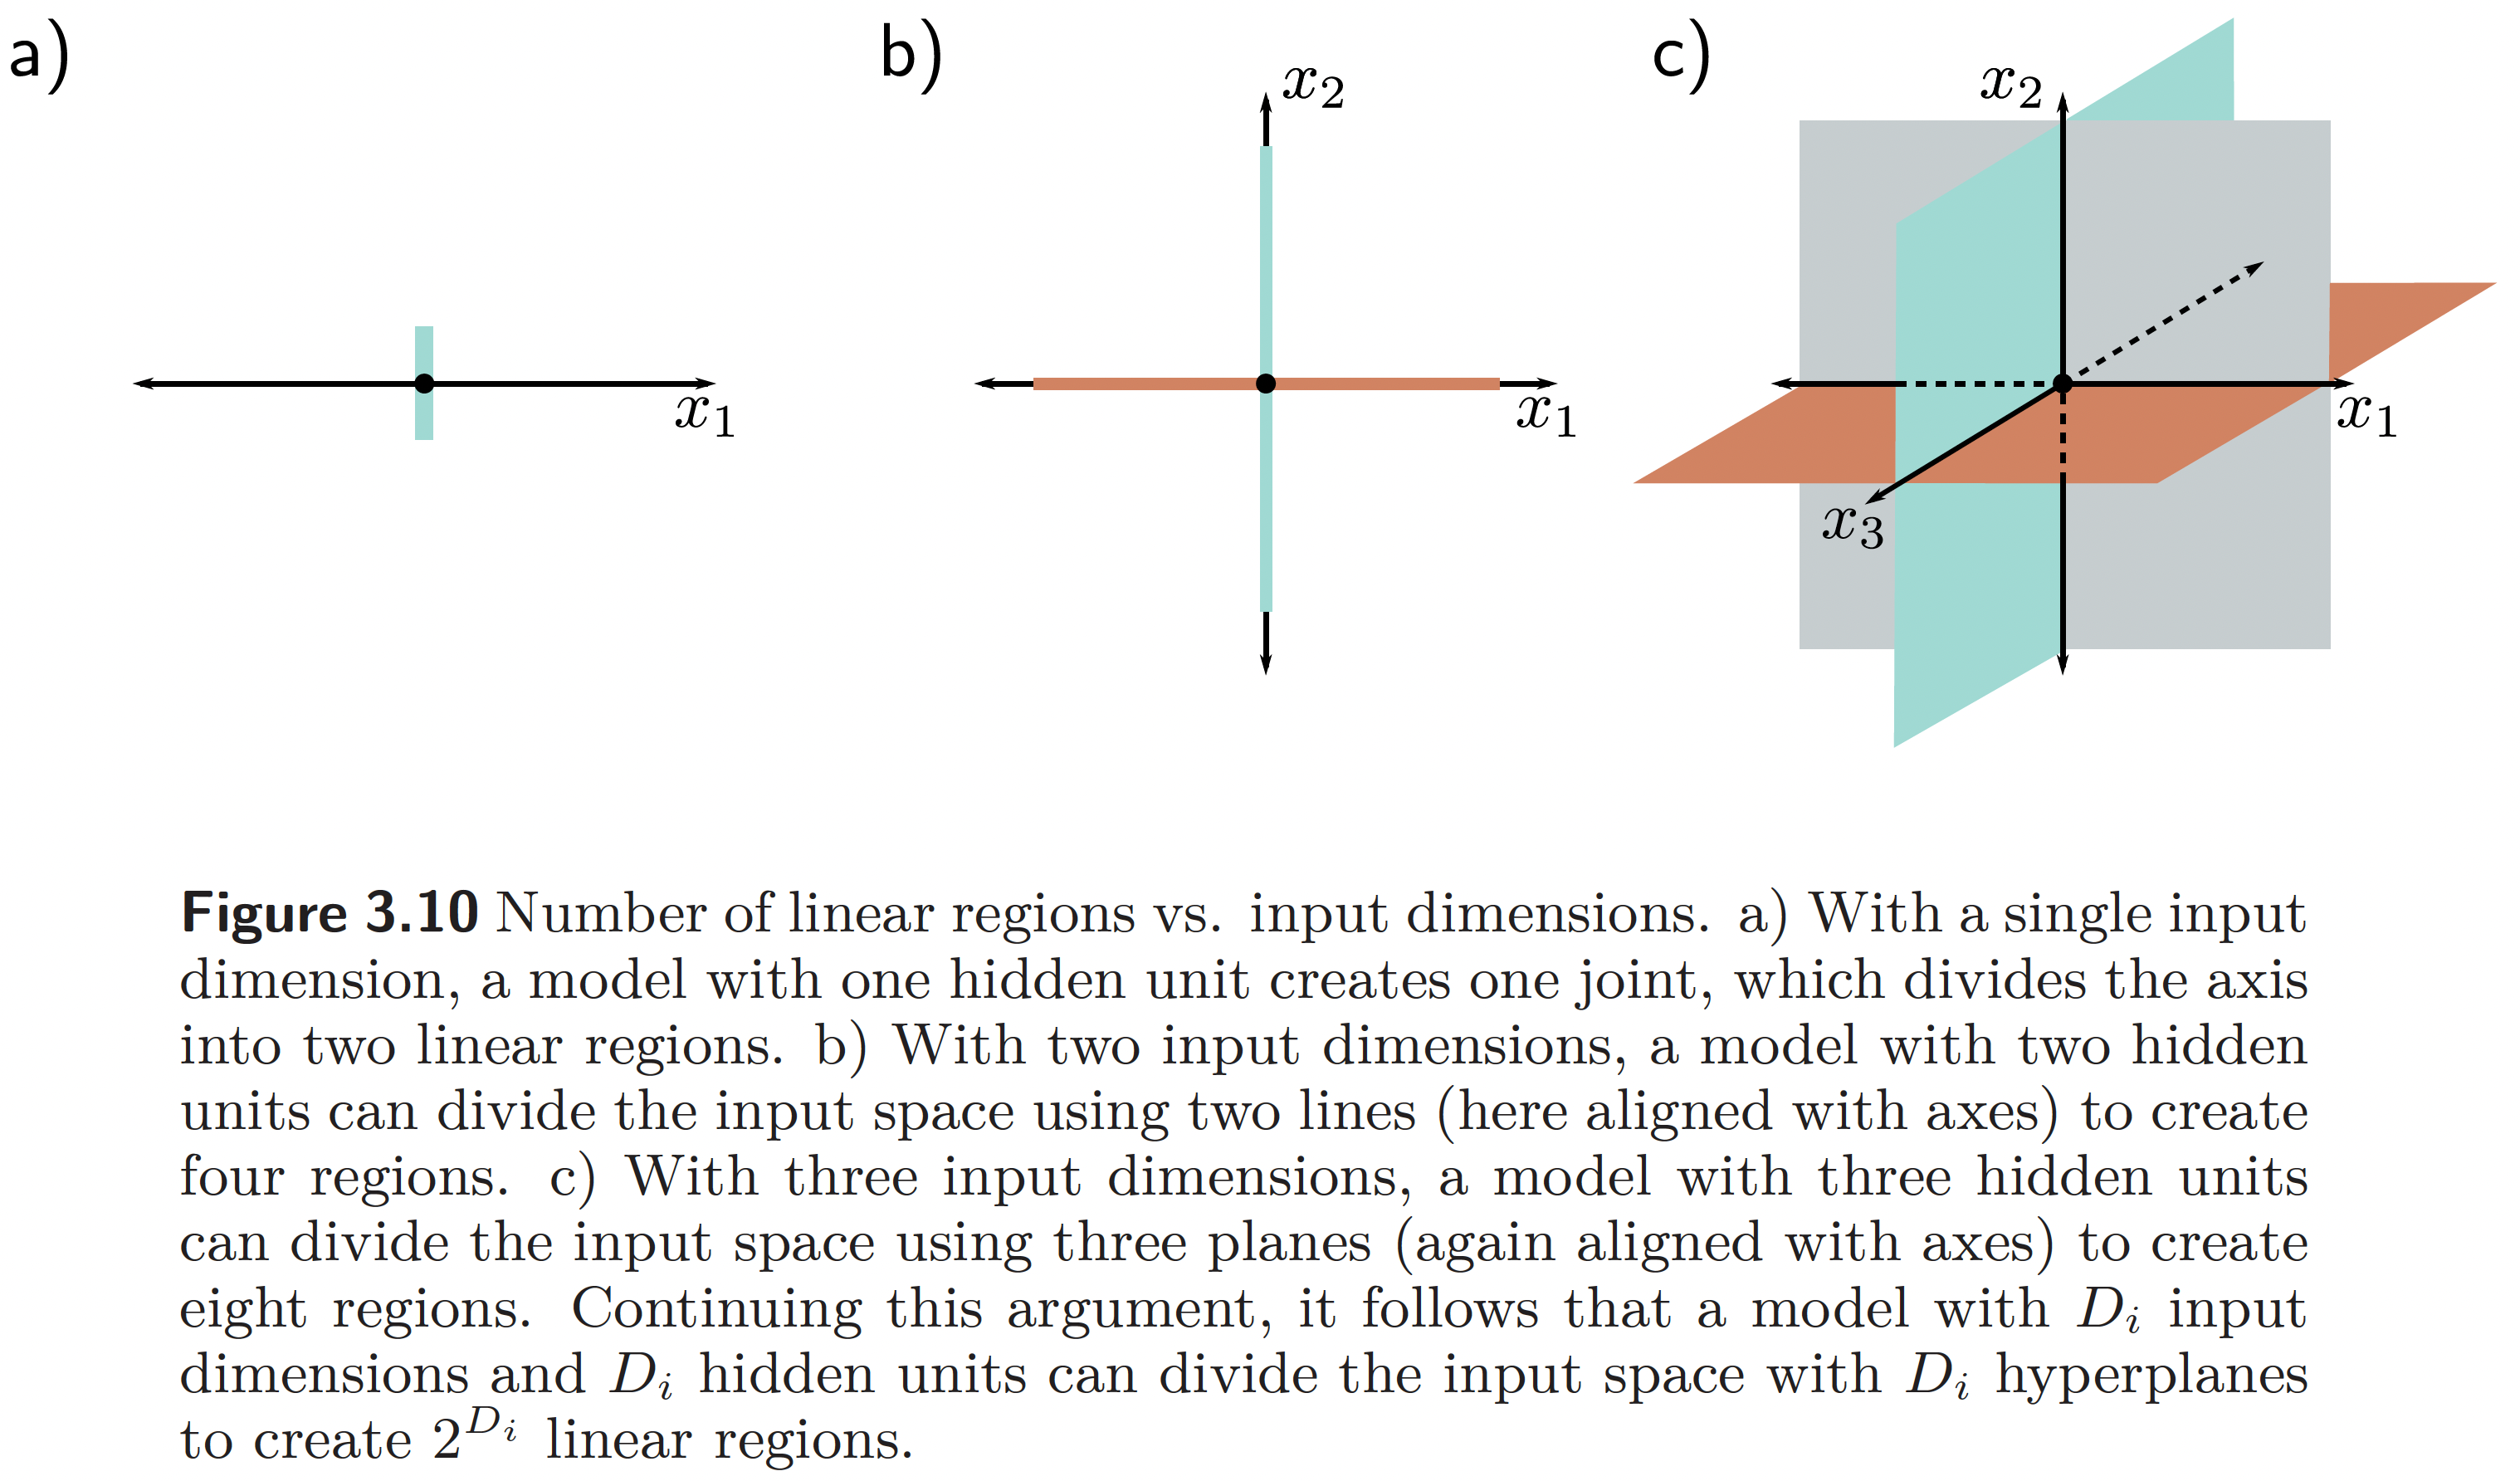 a)
b)
c)
x₂
x₂
x₁
x₁
x₁
x₃
Figure 3.10 Number of linear regions vs. input dimensions. a) With a single input
dimension, a model with one hidden unit creates one joint, which divides the axis
into two linear regions. b) With two input dimensions, a model with two hidden
units can divide the input space using two lines (here aligned with axes) to create
four regions. c) With three input dimensions, a model with three hidden units
can divide the input space using three planes (again aligned with axes) to create
eight regions. Continuing this argument, it follows that a model with Dᵢ input
dimensions and Dᵢ hidden units can divide the input space with Dᵢ hyperplanes
to create 2^{Dᵢ} linear regions.